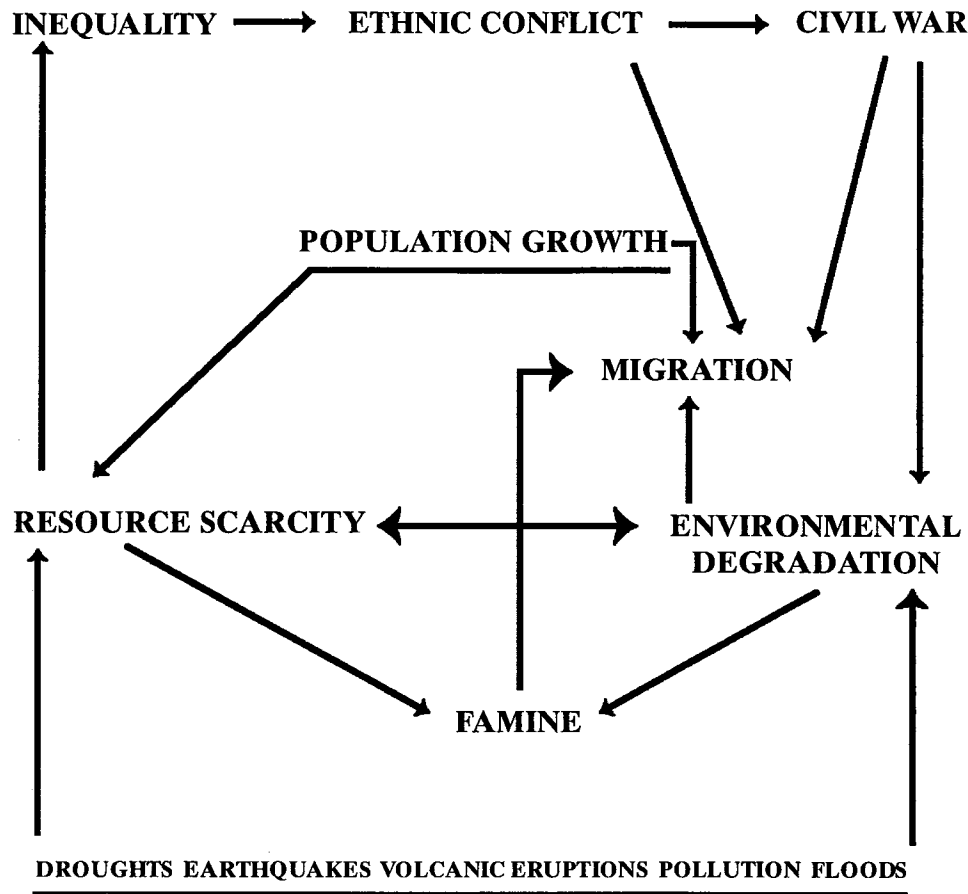 INEQUALITY ETHNIC CONFLICT CIVIL WAR
POPULATION GROWTH
MIGRATION
RESOURCE SCARCITY
ENVIRONMENTAL
DEGRADATION
FAMINE
DROUGHTS EARTHQUAKES VOLCANIC ERUPTIONS POLLUTION FLOODS